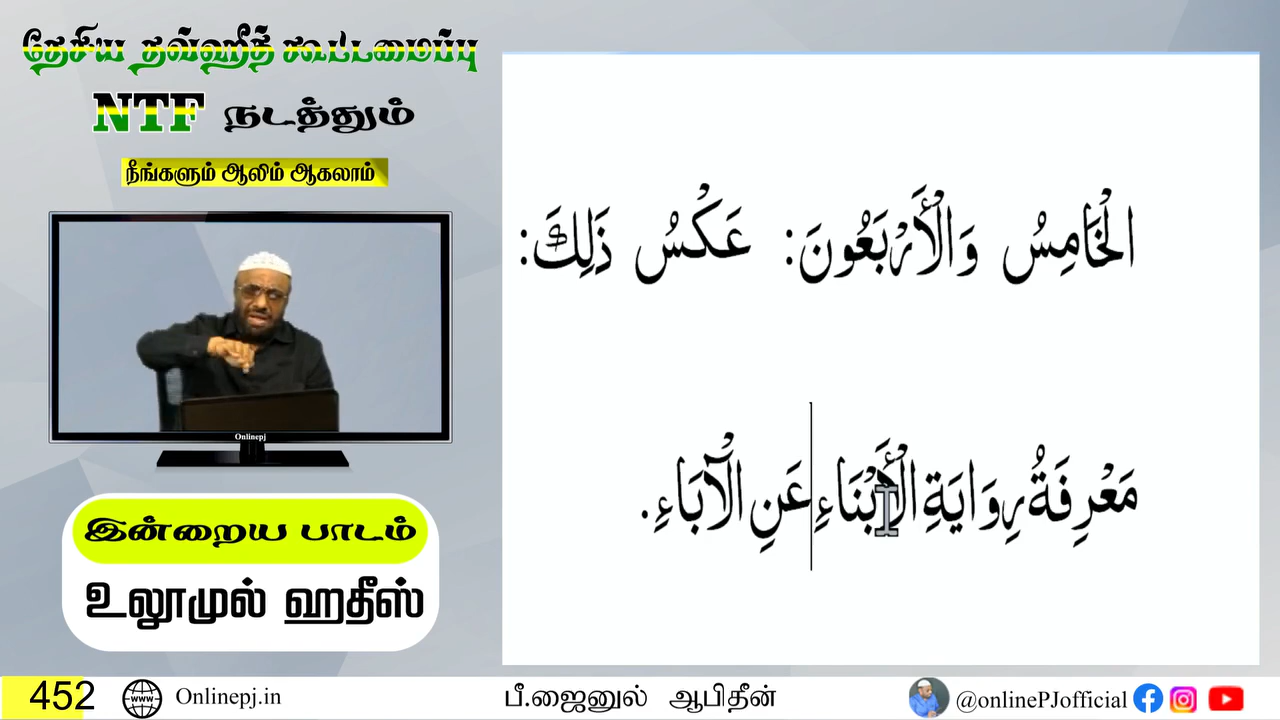 தேசிய தவ்ஹீத் கூட்டமைப்பு
NTF நடத்தும்
நீங்களும் ஆலிம் ஆகலாம்
Onlinepj
இன்றைய பாடம்
உலூமுல் ஹதீஸ்
الْخَامِسُ وَالْأَرْبَعُونَ: عَكْسُ ذَلِكَ:
مَعْرِفَةُ رِوَايَةِ الْأَبْنَاءِ عَنِ الْآبَاءِ.
452 WWW Onlinepj.in பீ.ஜைனுல் ஆபிதீன் @onlinePJofficial